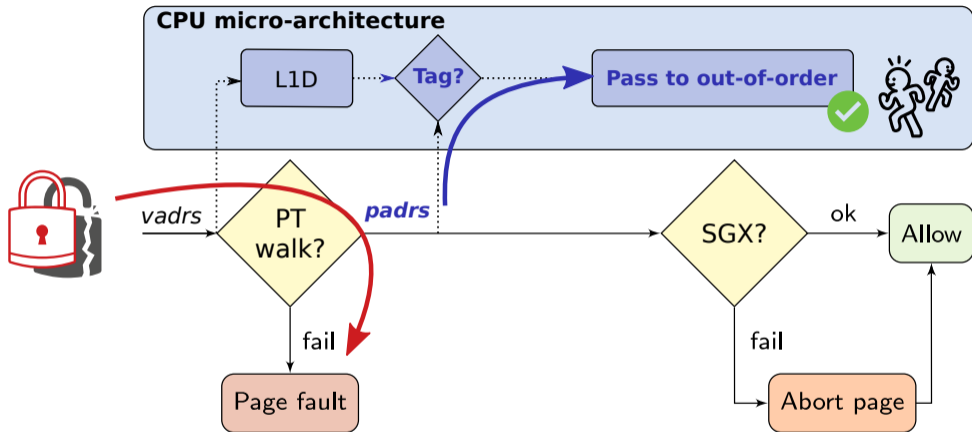 CPU micro-architecture
L1D
Tag?
Pass to out-of-order
vadrs
PT
walk?
padrs
SGX?
ok
Allow
fail
fail
Page fault
Abort page